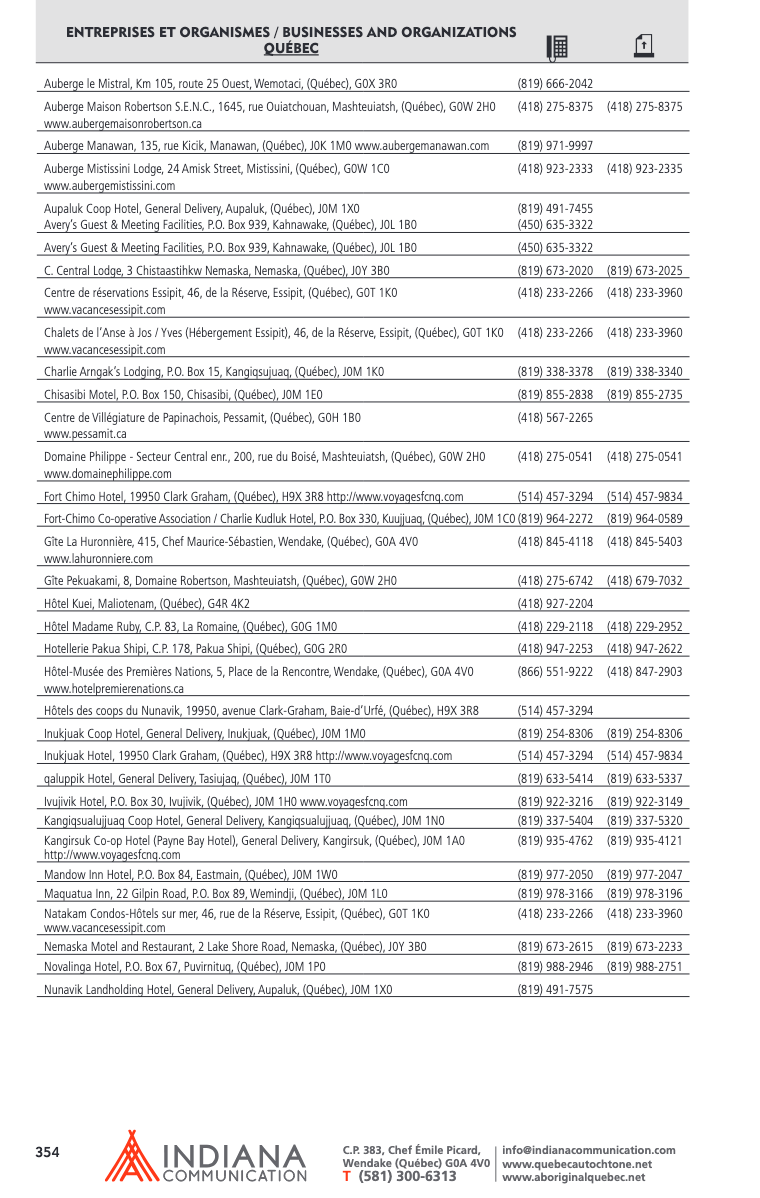 ENTREPRISES ET ORGANISMES / BUSINESSES AND ORGANIZATIONS
QUÉBEC
Auberge le Mistral, Km 105, route 25 Ouest, Wemotaci, (Québec), G0X 3R0 (819) 666-2042
Auberge Maison Robertson S.E.N.C., 1645, rue Ouiatchouan, Mashteuiatsh, (Québec), G0W 2H0 (418) 275-8375 (418) 275-8375
www.aubergemaisonrobertson.ca
Auberge Manawan, 135, rue Kicik, Manawan, (Québec), J0K 1M0 www.aubergemanawan.com (819) 971-9997
Auberge Mistissini Lodge, 24 Amisk Street, Mistissini, (Québec), G0W 1C0 (418) 923-2333 (418) 923-2335
www.aubergemistissini.com
Aupaluk Coop Hotel, General Delivery, Aupaluk, (Québec), J0M 1X0 (819) 491-7455
Avery's Guest & Meeting Facilities, P.O. Box 939, Kahnawake, (Québec), J0L 1B0 (450) 635-3322
Avery's Guest & Meeting Facilities, P.O. Box 939, Kahnawake, (Québec), J0L 1B0 (450) 635-3322
C. Central Lodge, 3 Chistaastihkw Nemaska, Nemaska, (Québec), J0Y 3B0 (819) 673-2020 (819) 673-2025
Centre de réservations Essipit, 46, de la Réserve, Essipit, (Québec), G0T 1K0 (418) 233-2266 (418) 233-3960
www.vacancesessipit.com
Chalets de l'Anse à Jos / Yves (Hébergement Essipit), 46, de la Réserve, Essipit, (Québec), G0T 1K0 (418) 233-2266 (418) 233-3960
www.vacancesessipit.com
Charlie Arngak's Lodging, P.O. Box 15, Kangiqsujuaq, (Québec), J0M 1K0 (819) 338-3378 (819) 338-3340
Chisasibi Motel, P.O. Box 150, Chisasibi, (Québec), J0M 1E0 (819) 855-2838 (819) 855-2735
Centre de Villégiature de Papinachois, Pessamit, (Québec), G0H 1B0 (418) 567-2265
www.pessamit.ca
Domaine Philippe - Secteur Central enr., 200, rue du Boisé, Mashteuiatsh, (Québec), G0W 2H0 (418) 275-0541 (418) 275-0541
www.domainephilippe.com
Fort Chimo Hotel, 19950 Clark Graham, (Québec), H9X 3R8 http://www.voyagesfcnq.com (514) 457-3294 (514) 457-9834
Fort-Chimo Co-operative Association / Charlie Kudluk Hotel, P.O. Box 330, Kuujjuaq, (Québec), J0M 1C0 (819) 964-2272 (819) 964-0589
Gîte La Huronnière, 415, Chef Maurice-Sébastien, Wendake, (Québec), G0A 4V0 (418) 845-4118 (418) 845-5403
www.lahuronniere.com
Gîte Pekuakami, 8, Domaine Robertson, Mashteuiatsh, (Québec), G0W 2H0 (418) 275-6742 (418) 679-7032
Hôtel Kuei, Maliotenam, (Québec), G4R 4K2 (418) 927-2204
Hôtel Madame Ruby, C.P. 83, La Romaine, (Québec), G0G 1M0 (418) 229-2118 (418) 229-2952
Hotellerie Pakua Shipi, C.P. 178, Pakua Shipi, (Québec), G0G 2R0 (418) 947-2253 (418) 947-2622
Hôtel-Musée des Premières Nations, 5, Place de la Rencontre, Wendake, (Québec), G0A 4V0 (866) 551-9222 (418) 847-2903
www.hotelpremierenations.ca
Hôtels des coops du Nunavik, 19950, avenue Clark-Graham, Baie-d'Urfé, (Québec), H9X 3R8 (514) 457-3294
Inukjuak Coop Hotel, General Delivery, Inukjuak, (Québec), J0M 1M0 (819) 254-8306 (819) 254-8306
Inukjuak Hotel, 19950 Clark Graham, (Québec), H9X 3R8 http://www.voyagesfcnq.com (514) 457-3294 (514) 457-9834
qaluppik Hotel, General Delivery, Tasiujaq, (Québec), J0M 1T0 (819) 633-5414 (819) 633-5337
Ivujivik Hotel, P.O. Box 30, Ivujivik, (Québec), J0M 1H0 www.voyagesfcnq.com (819) 922-3216 (819) 922-3149
Kangiqsualujjuaq Coop Hotel, General Delivery, Kangiqsualujjuaq, (Québec), J0M 1N0 (819) 337-5404 (819) 337-5320
Kangirsuk Co-op Hotel (Payne Bay Hotel), General Delivery, Kangirsuk, (Québec), J0M 1A0 (819) 935-4762 (819) 935-4121
http://www.voyagesfcnq.com
Mandow Inn Hotel, P.O. Box 84, Eastmain, (Québec), J0M 1W0 (819) 977-2050 (819) 977-2047
Maquatua Inn, 22 Gilpin Road, P.O. Box 89, Wemindji, (Québec), J0M 1L0 (819) 978-3166 (819) 978-3196
Natakam Condos-Hôtels sur mer, 46, rue de la Réserve, Essipit, (Québec), G0T 1K0 (418) 233-2266 (418) 233-3960
www.vacancesessipit.com
Nemaska Motel and Restaurant, 2 Lake Shore Road, Nemaska, (Québec), J0Y 3B0 (819) 673-2615 (819) 673-2233
Novalinga Hotel, P.O. Box 67, Puvirnituq, (Québec), J0M 1P0 (819) 988-2946 (819) 988-2751
Nunavik Landholding Hotel, General Delivery, Aupaluk, (Québec), J0M 1X0 (819) 491-7575
354
INDIANA
COMMUNICATION
C.P. 383, Chef Émile Picard,
Wendake (Québec) G0A 4V0
T (581) 300-6313
info@indianacommunication.com
www.quebecautochtone.net
www.aboriginalquebec.net